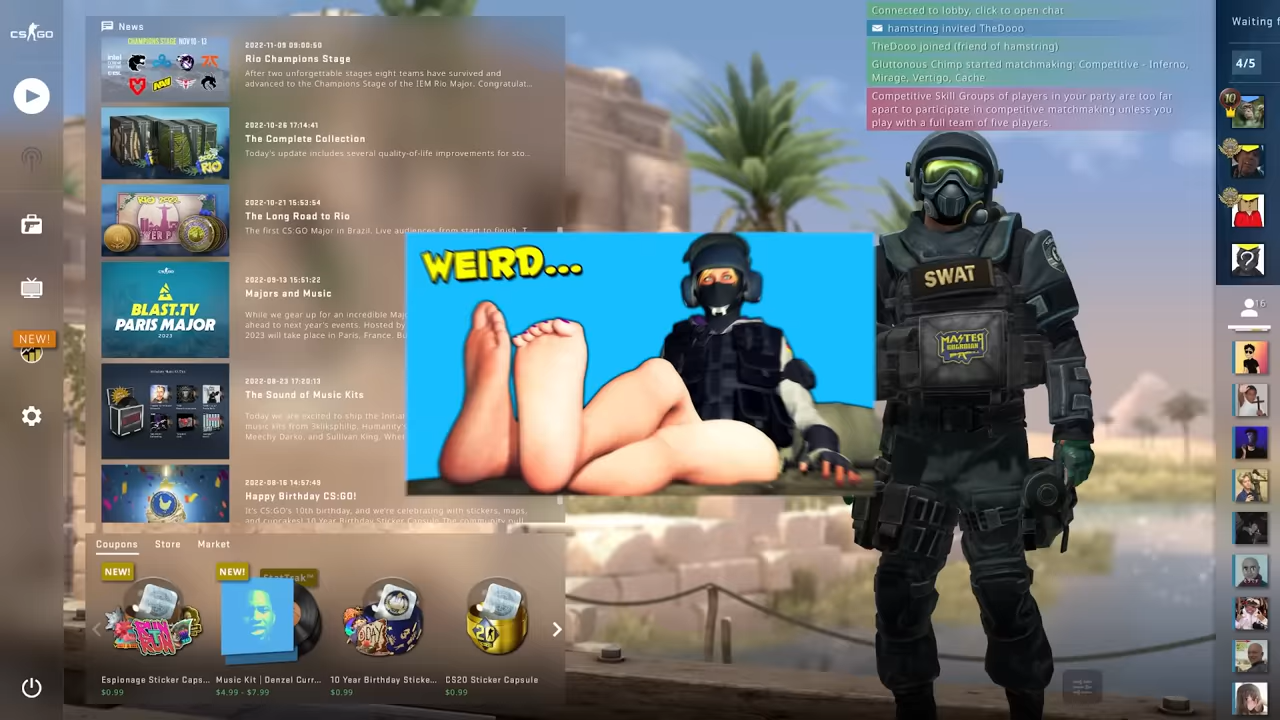 CS GO
News
CHAMPIONS STAGE NOV 10 - 13
2022-11-09 09:00:50
Rio Champions Stage
After two unforgettable stages eight teams have survived and
advanced to the Champions Stage of the IEM Rio Major. Congratulat...
2022-10-26 17:14:41
The Complete Collection
Today's update includes several quality-of-life improvements for sto...
RIO
2022-10-21 15:53:54
The Long Road to Rio
The first CS:GO Major in Brazil. Live audiences from start to finish. T...
2022-09-13 15:51:22
Majors and Music
While we gear up for an incredible Maj
ahead to next year's events. Hosted by
2023 will take place in Paris, France. Bu
BLAST.TV
PARIS MAJOR
2023
2022-08-23 17:20:13
The Sound of Music Kits
Today we are excited to ship the Initial
music kits from 3kliksphilip, Humanity's
Meechy Darko, and Sullivan King. Whe
2022-08-16 14:57:49
Happy Birthday CS:GO!
It's CS:GO's 10th birthday, and we're celebrating with stickers, maps,
and cupcakes! 10 Year Birthday Sticker Capsule The community pull
NEW!
Coupons
Store
Market
NEW!
NEW!
StatTrak™
Espionage Sticker Caps...
$0.99
Music Kit | Denzel Curr...
$4.99 - $7.99
10 Year Birthday Sticke...
$0.99
CS20 Sticker Capsule
$0.99
WEIRD...
SWAT
MASTER
GUARDIAN
Connected to lobby, click to open chat
hamstring invited TheDooo
TheDooo joined (friend of hamstring)
Gluttonous Chimp started matchmaking: Competitive - Inferno,
Mirage, Vertigo, Cache
Competitive Skill Groups of players in your party are too far
apart to participate in competitive matchmaking unless you
play with a full team of five players.
Waiting f
4/5
10
16